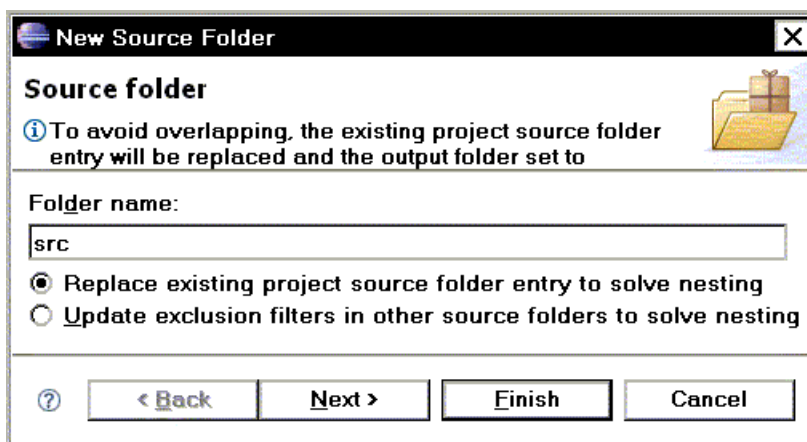 New Source Folder
Source folder
To avoid overlapping, the existing project source folder
entry will be replaced and the output folder set to
Folder name:
src
Replace existing project source folder entry to solve nesting
Update exclusion filters in other source folders to solve nesting
< Back Next > Finish Cancel